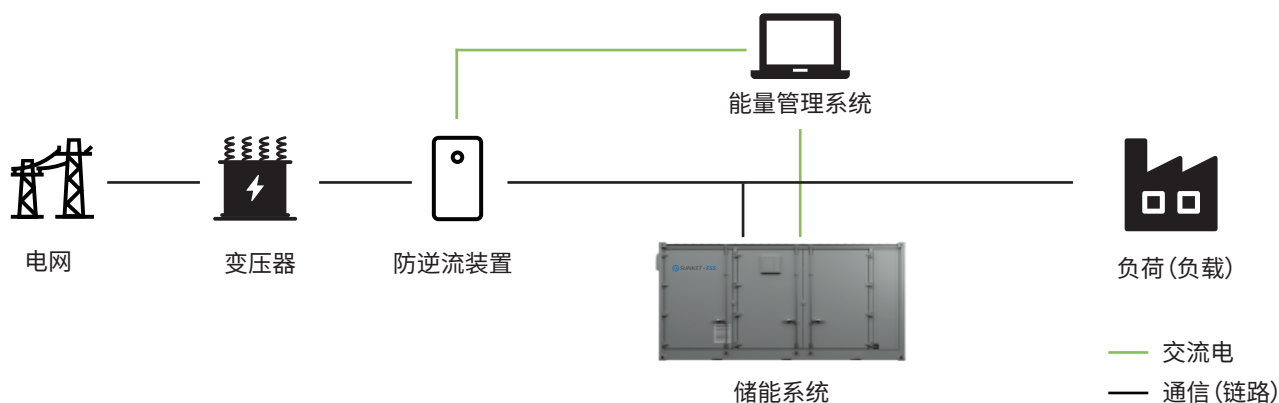 能量管理系统
电网
变压器
防逆流装置
储能系统
负荷(负载)
交流电
通信(链路)